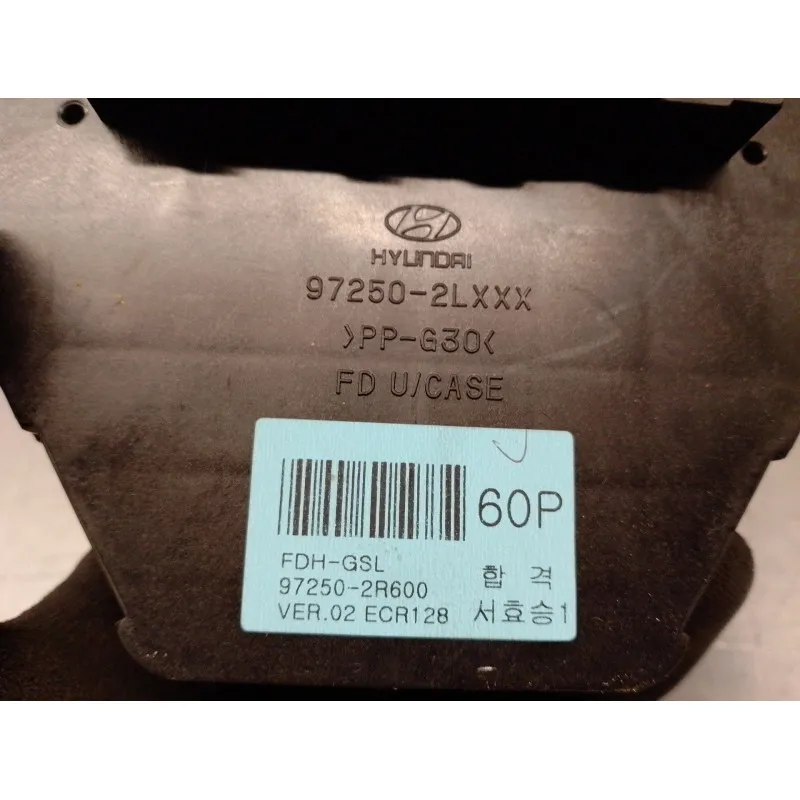 HYUNDAI
97250-2LXXX
>PP-G30<
FD U/CASE
60P
FDH-GSL
97250-2R600
VER.02 ECR128
합격
서효승1